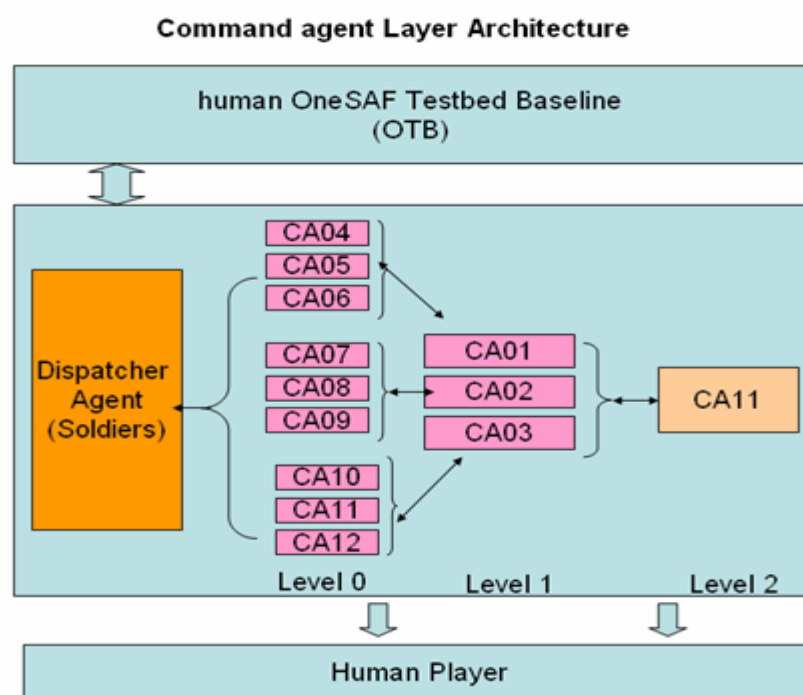 Command agent Layer Architecture
human OneSAF Testbed Baseline
(OTB)
CA04
CA05
CA06
CA07
CA08
CA09
CA10
CA11
CA12
Dispatcher
Agent
(Soldiers)
CA01
CA02
CA03
CA11
Level 0
Level 1
Level 2
Human Player